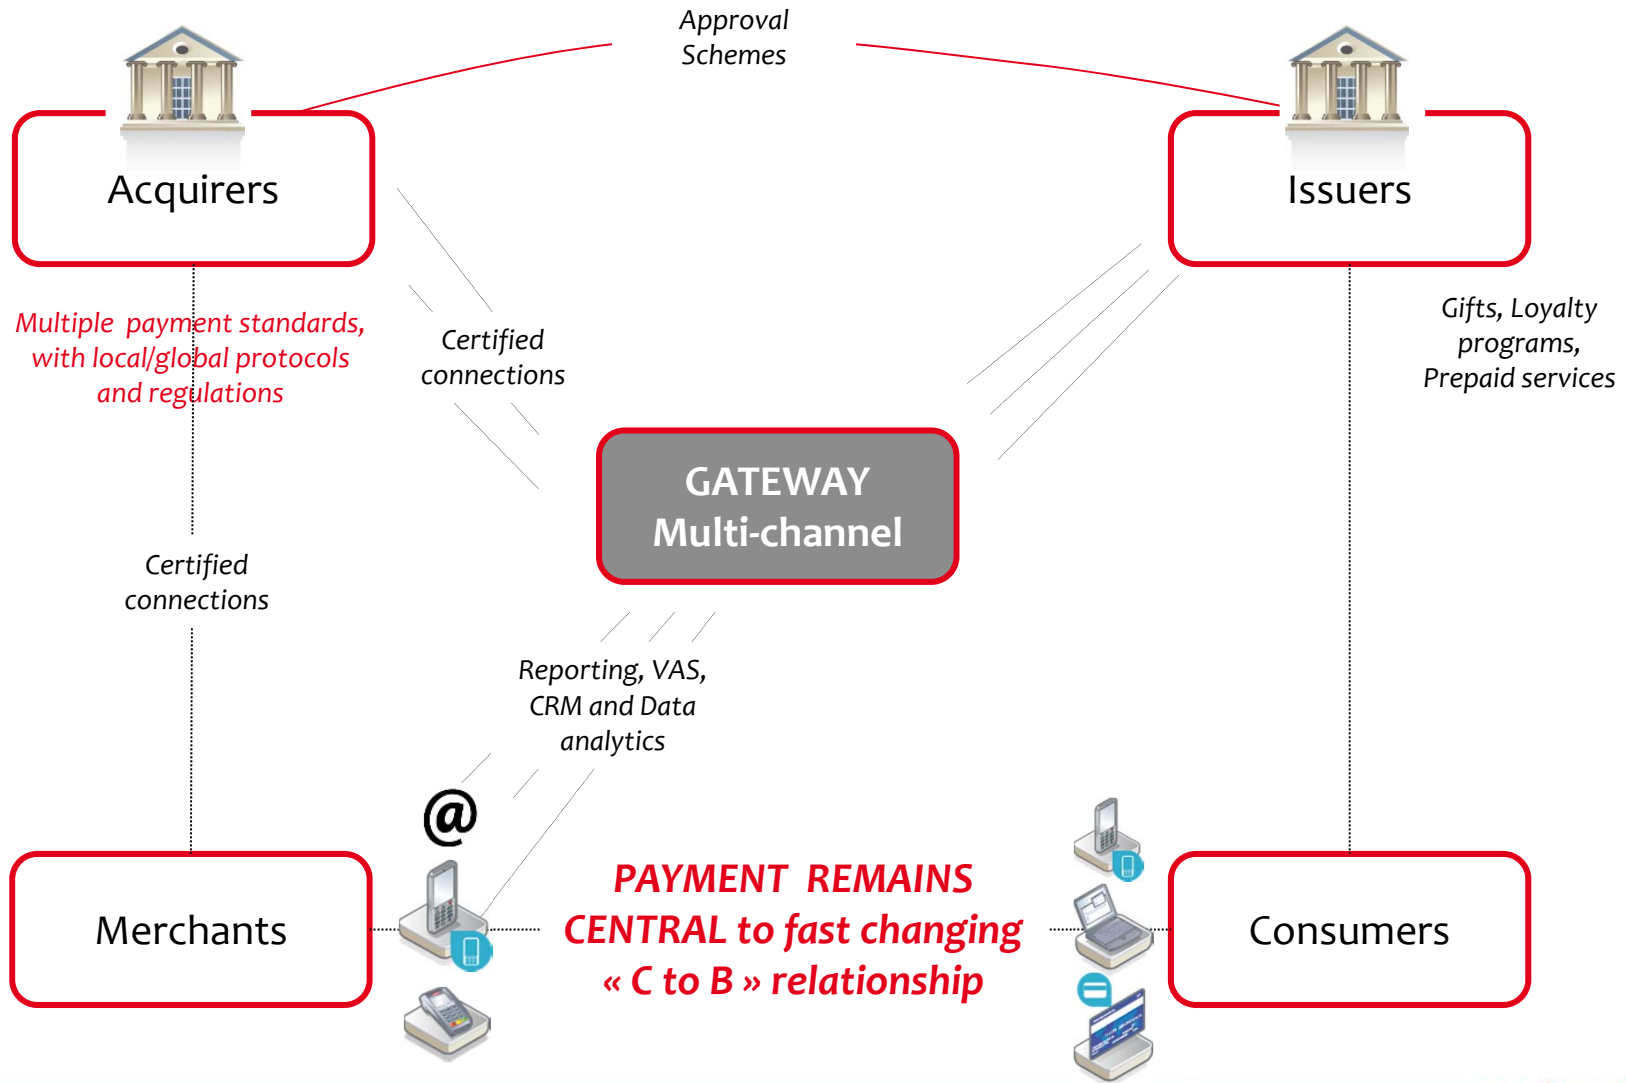 Approval
Schemes
Acquirers
Issuers
Multiple payment standards,
with local/global protocols
and regulations
Certified
connections
Gifts, Loyalty
programs,
Prepaid services
GATEWAY
Multi-channel
Certified
connections
Reporting, VAS,
CRM and Data
analytics
@
PAYMENT REMAINS
CENTRAL to fast changing
« C to B » relationship
Merchants
Consumers